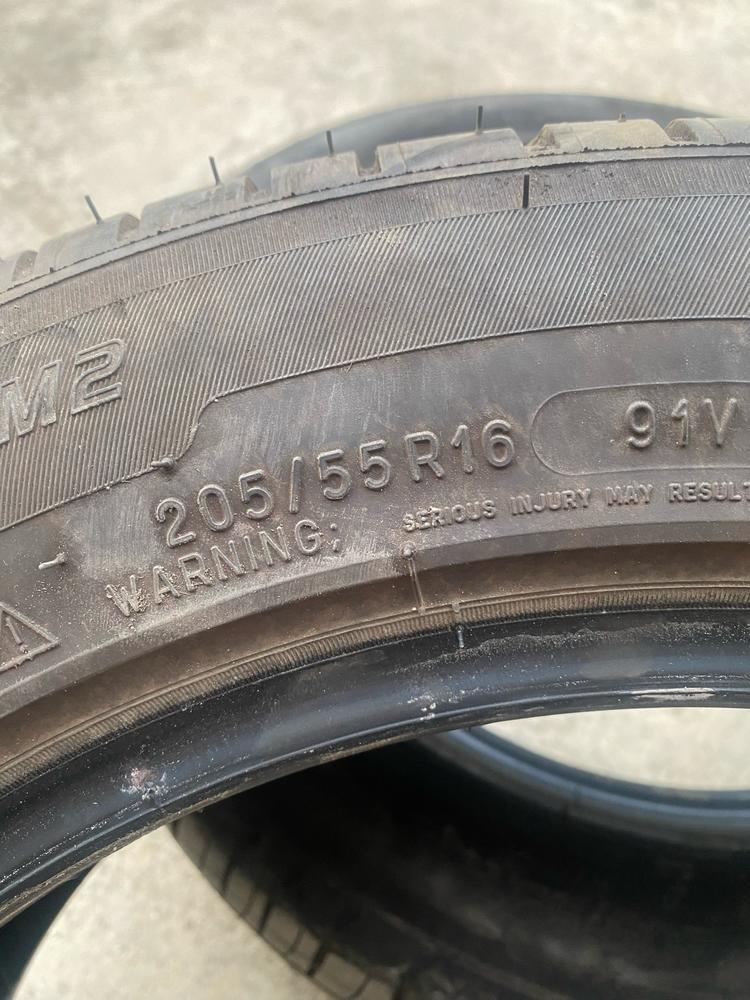 M2
205/55R16 91V
WARNING: SERIOUS INJURY MAY RESULT